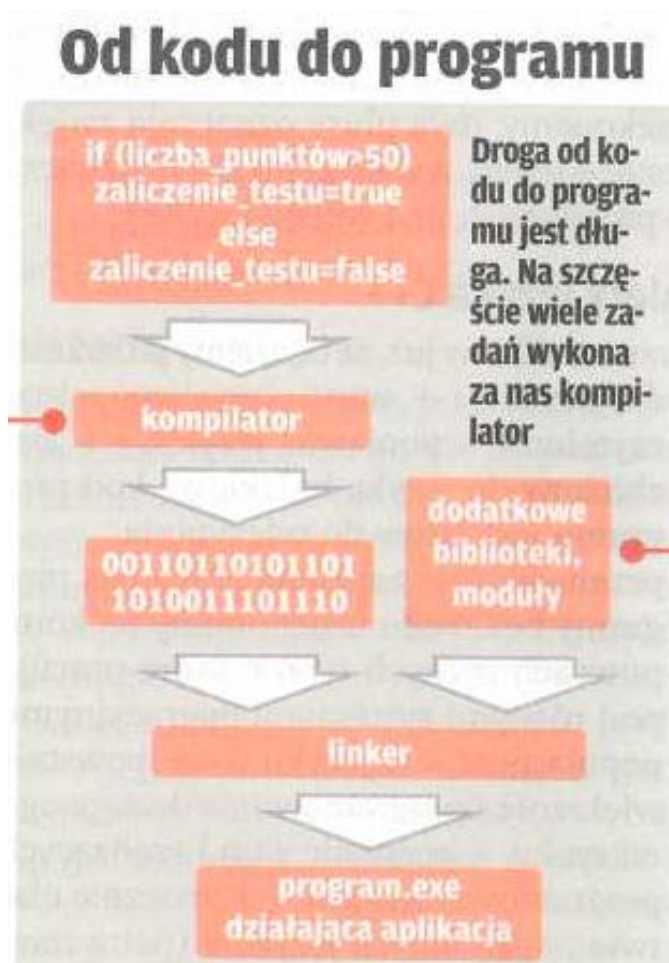 Od kodu do programu
if (liczba_punktów>50)
zaliczenie_testu=true
else
zaliczenie_testu=false
Droga od ko-
du do progra-
mu jest dłu-
ga. Na szczę-
ście wiele za-
dań wykona
za nas kompi-
lator
kompilator
00110110101101
1010011101110
dodatkowe
biblioteki,
moduły
linker
program.exe
działająca aplikacja